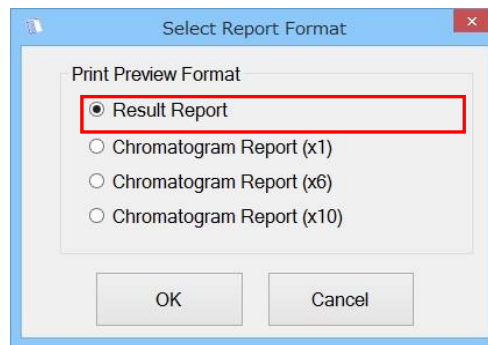 Select Report Format
Print Preview Format
Result Report
Chromatogram Report (x1)
Chromatogram Report (x6)
Chromatogram Report (x10)
OK
Cancel